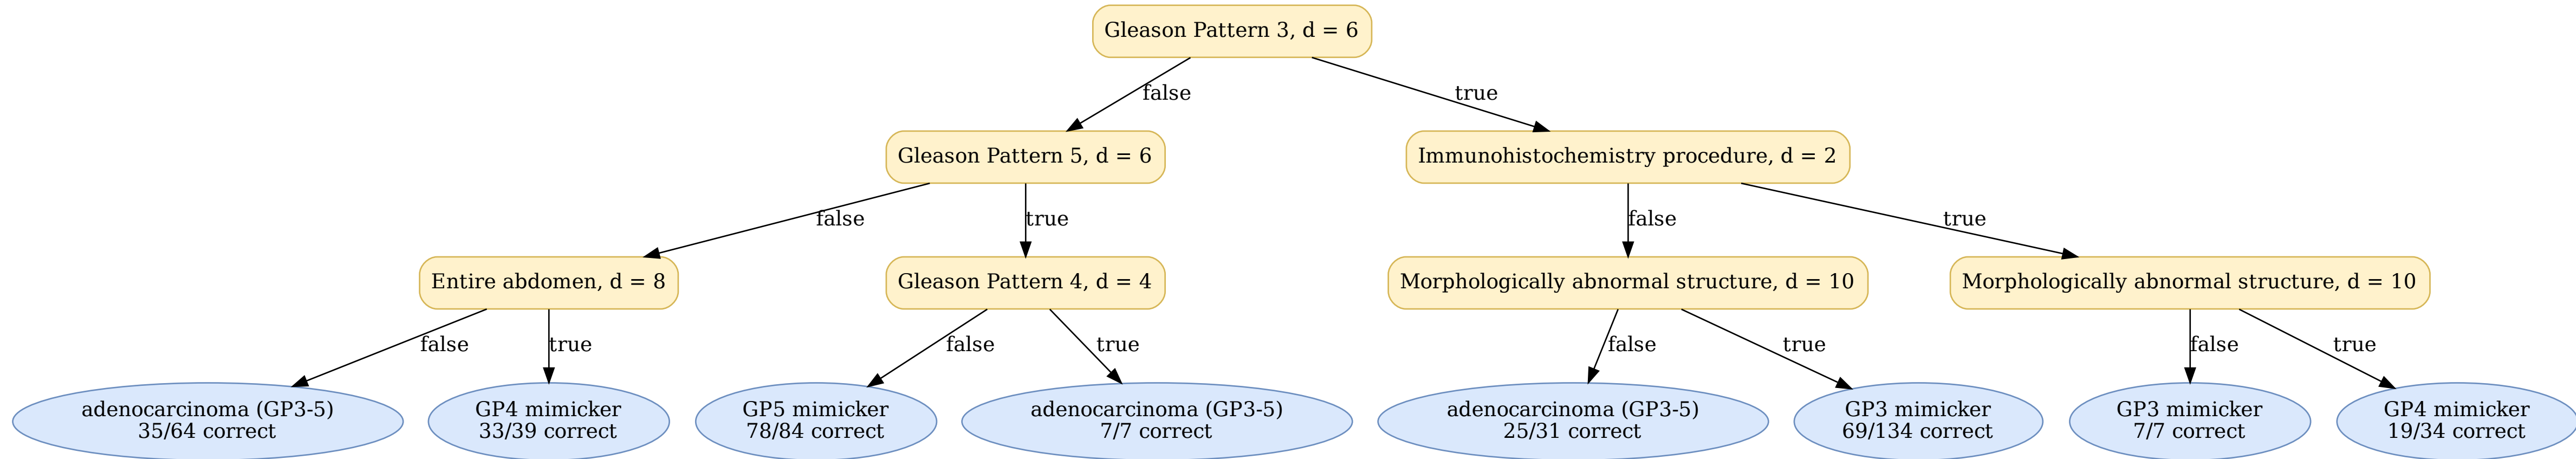 Gleason Pattern 3, d = 6
false
true
Gleason Pattern 5, d = 6
Immunohistochemistry procedure, d = 2
false
true
false
true
Entire abdomen, d = 8
Gleason Pattern 4, d = 4
Morphologically abnormal structure, d = 10
Morphologically abnormal structure, d = 10
false
true
false
true
false
true
false
true
adenocarcinoma (GP3-5)
35/64 correct
GP4 mimicker
33/39 correct
GP5 mimicker
78/84 correct
adenocarcinoma (GP3-5)
7/7 correct
adenocarcinoma (GP3-5)
25/31 correct
GP3 mimicker
69/134 correct
GP3 mimicker
7/7 correct
GP4 mimicker
19/34 correct